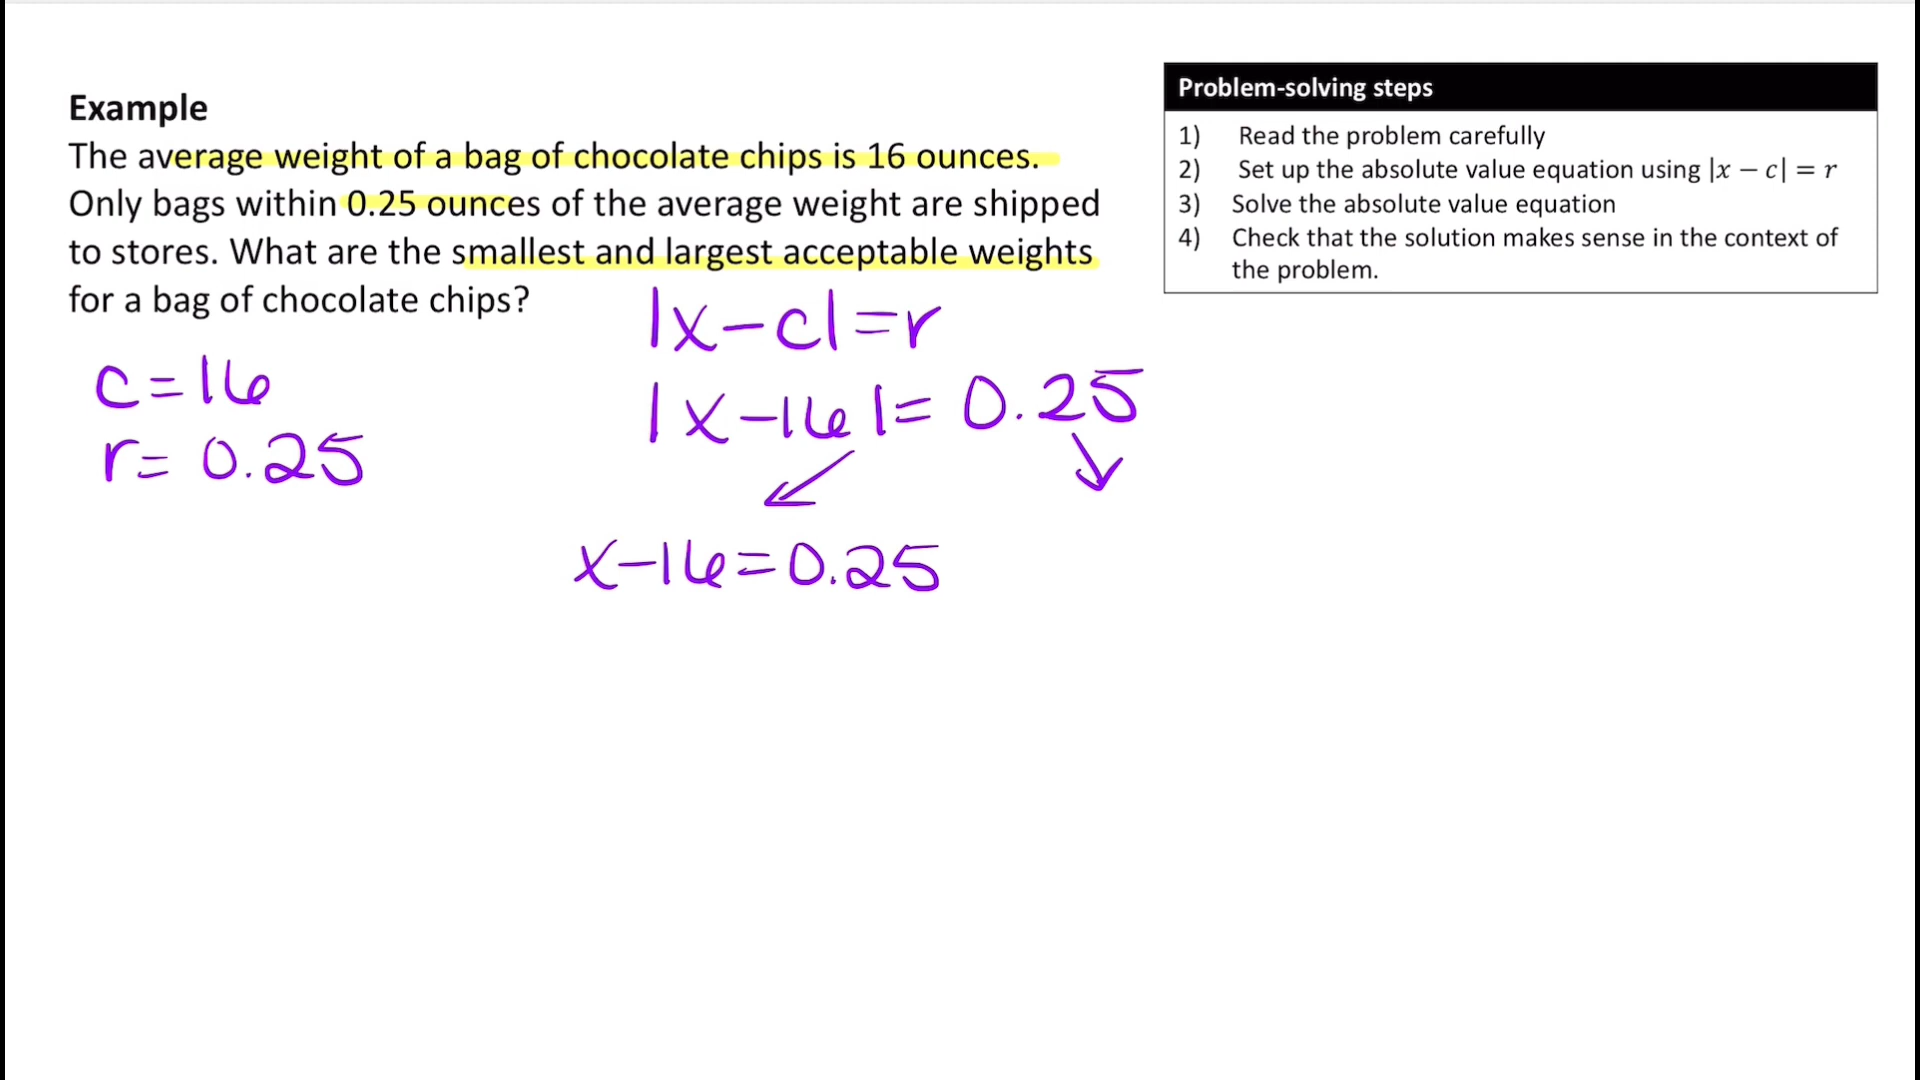 Example
The average weight of a bag of chocolate chips is 16 ounces.
Only bags within 0.25 ounces of the average weight are shipped
to stores. What are the smallest and largest acceptable weights
for a bag of chocolate chips?
Problem-solving steps
1) Read the problem carefully
2) Set up the absolute value equation using |x − c| = r
3) Solve the absolute value equation
4) Check that the solution makes sense in the context of
the problem.
|x-c|=r
c=16
|x-16|=0.25
r=0.25
x-16=0.25